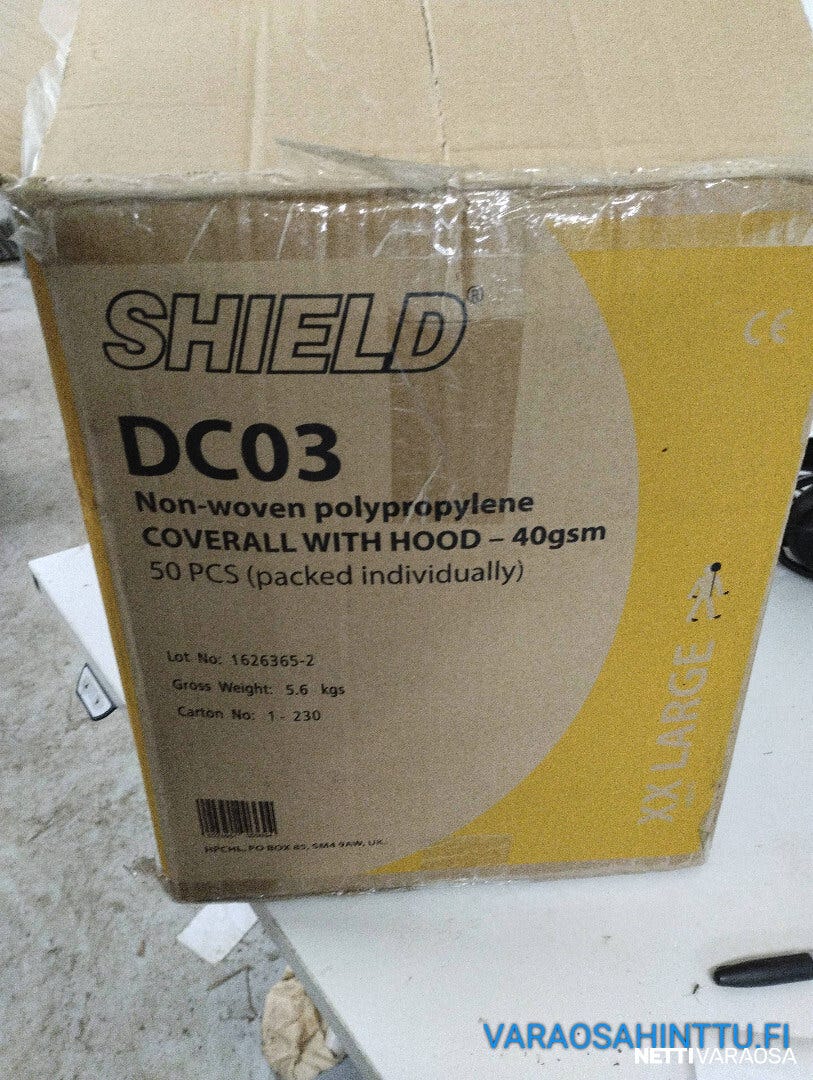 SHIELD®
CE
DC03
Non-woven polypropylene
COVERALL WITH HOOD – 40gsm
50 PCS (packed individually)
Lot No: 1626365-2
Gross Weight: 5.6 kgs
Carton No: 1 - 230
XX LARGE
HPCHL, PO BOX 85, SM4 9AW, UK.
VARAOSAHINTTU.FI
NETTIVARAOSA